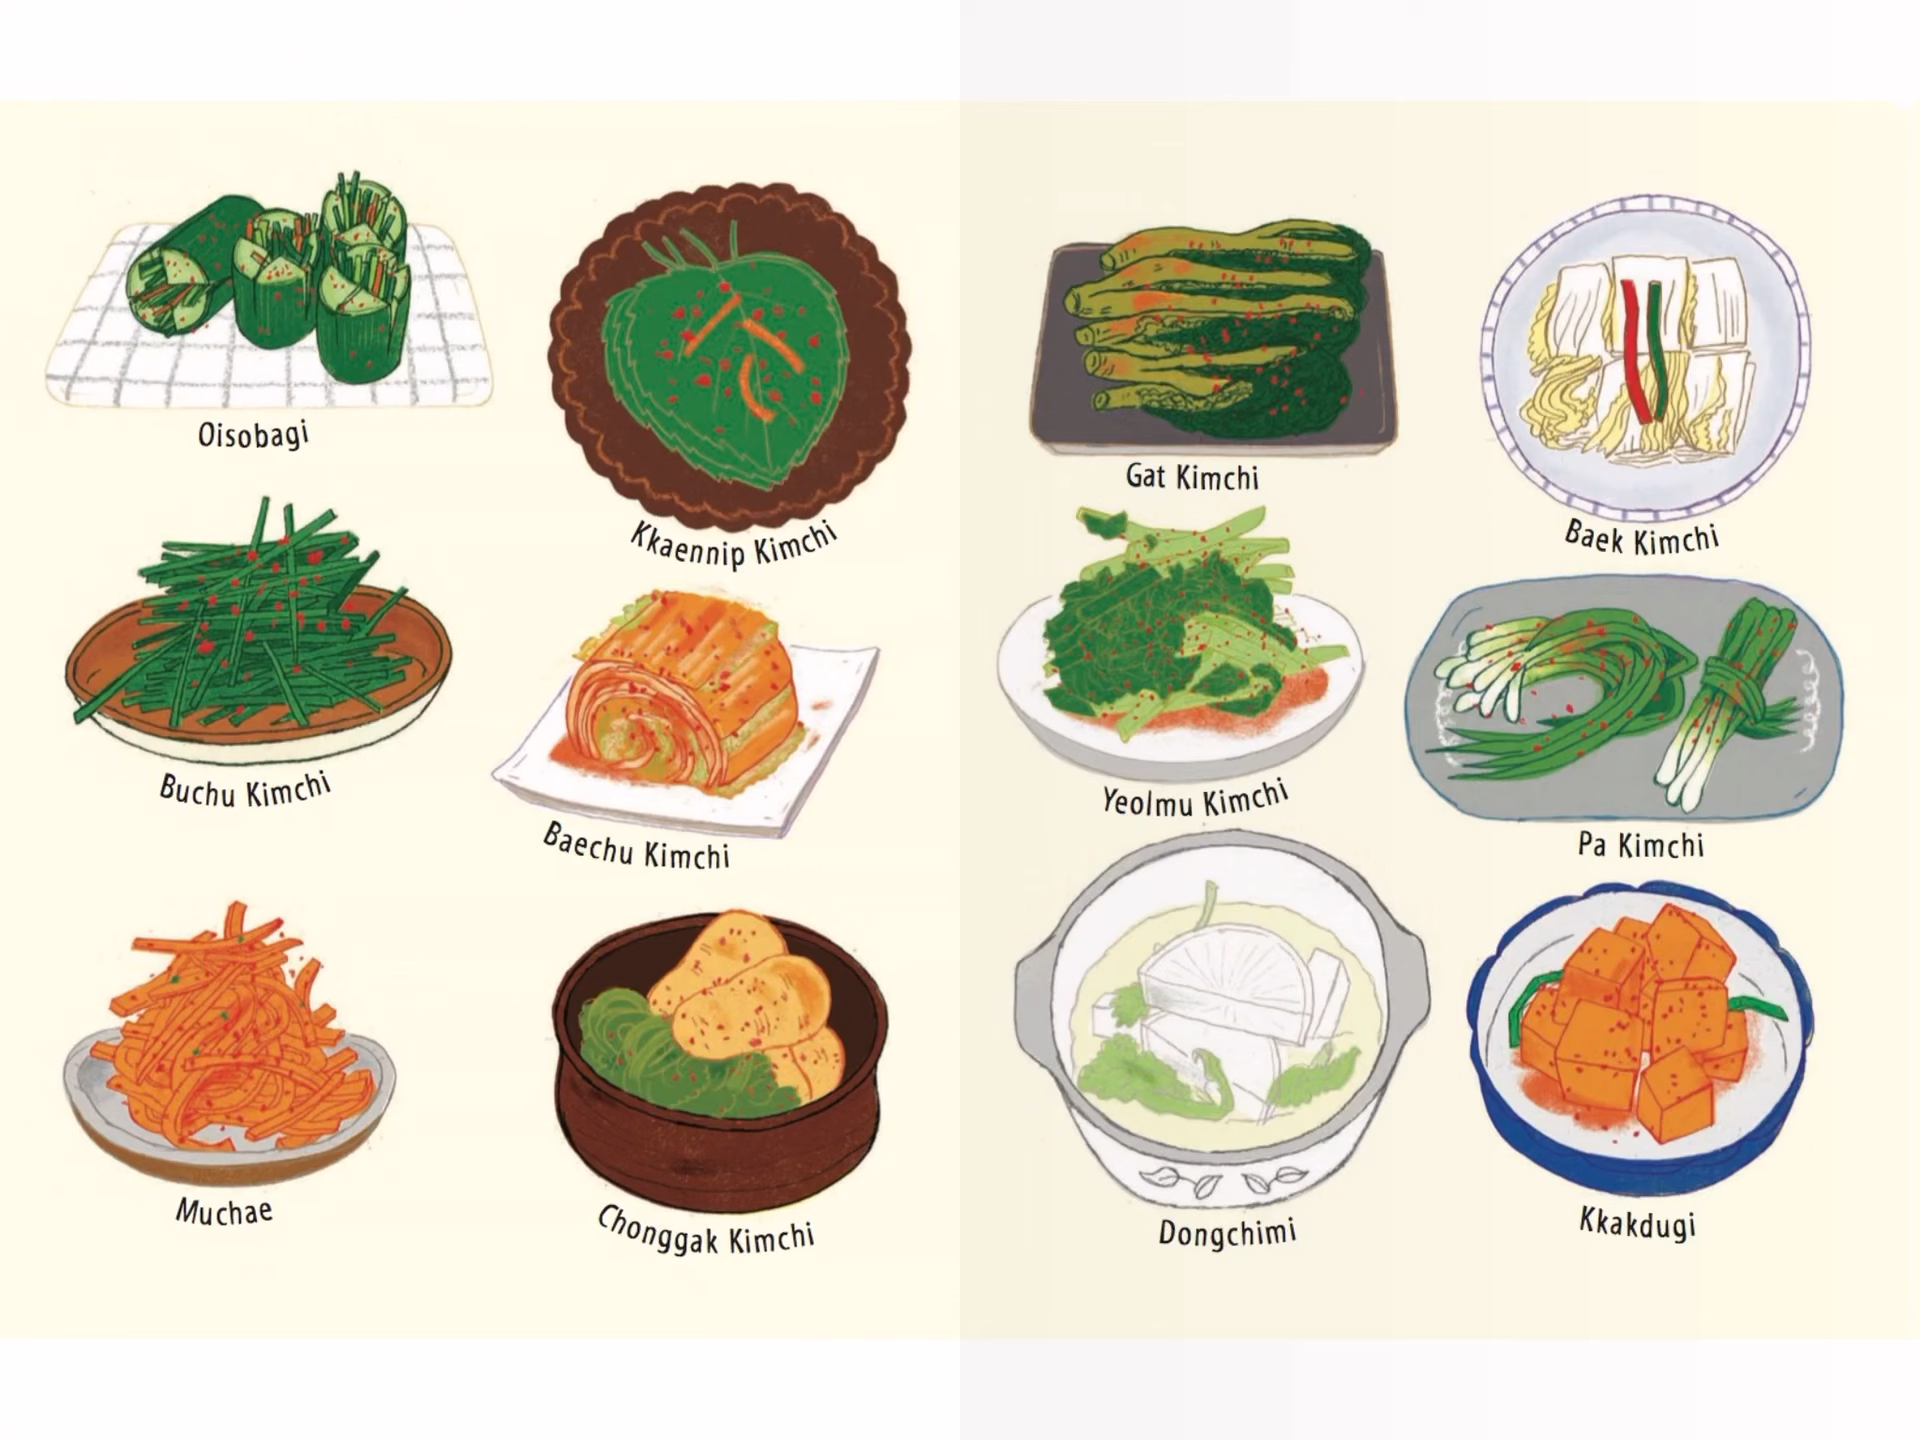 Oisobagi
Kkaennip Kimchi
Buchu Kimchi
Baechu Kimchi
Muchae
Chonggak Kimchi
Gat Kimchi
Baek Kimchi
Yeolmu Kimchi
Pa Kimchi
Dongchimi
Kkakdugi